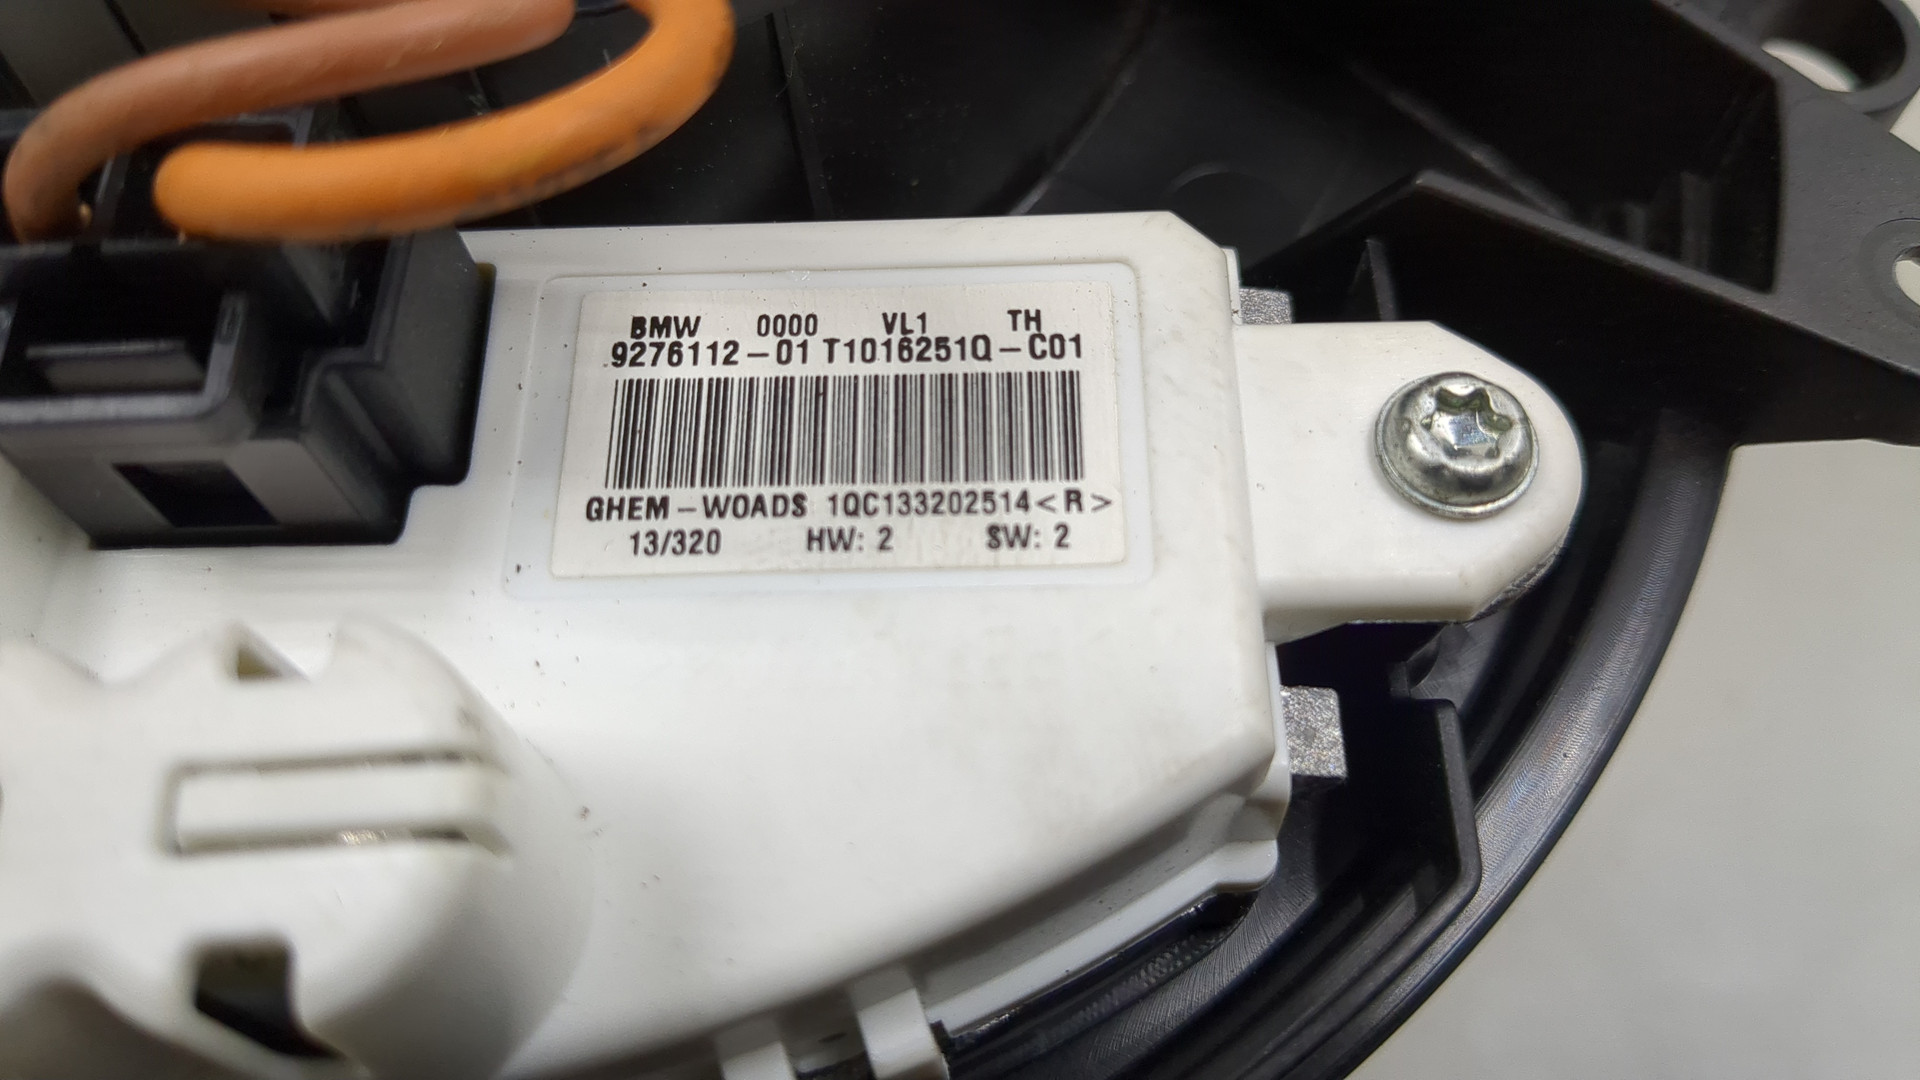 BMW 0000 VL1 TH
9276112-01 T1016251Q-C01
GHEM-WOADS 1QC133202514<R>
13/320 HW: 2 SW: 2